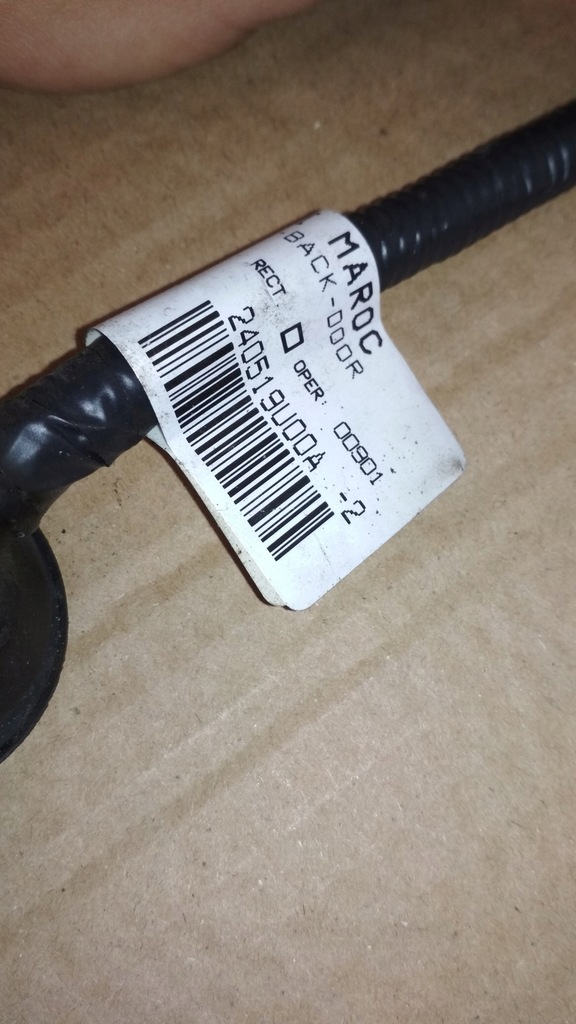 MAROC
BACK-DOOR
RECT
OPER: 00901
240519U00A -2